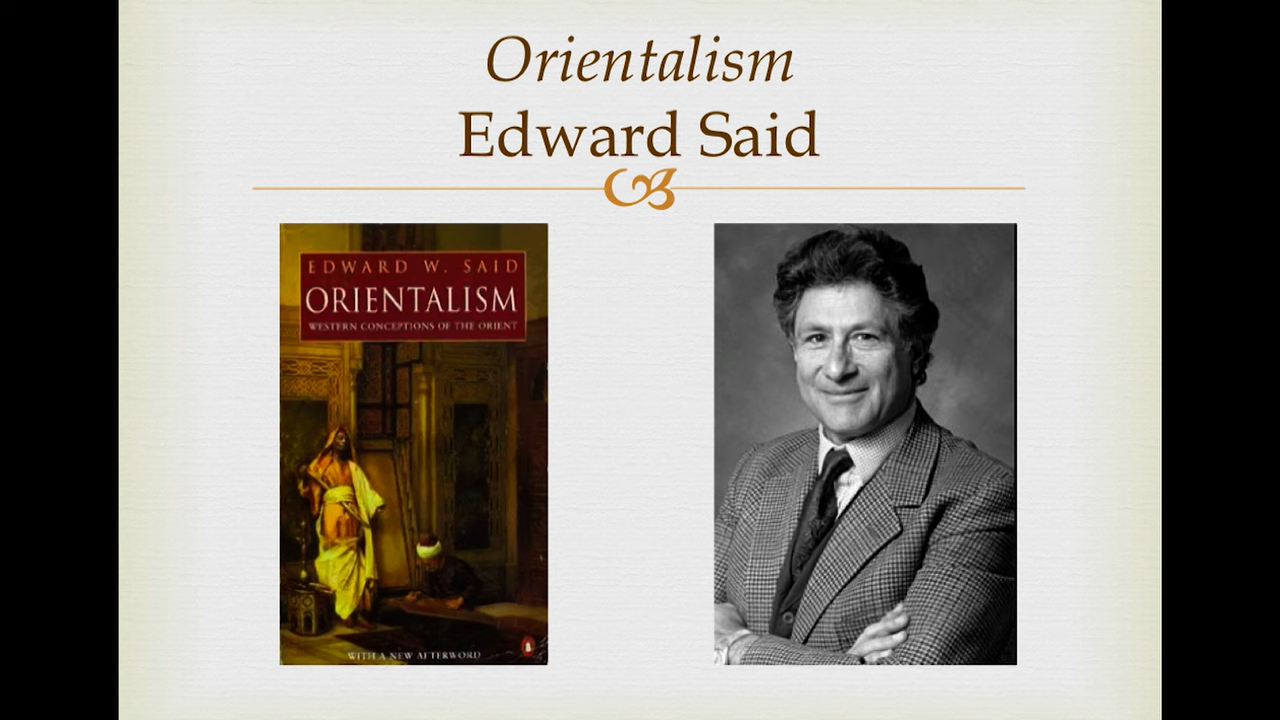 Orientalism
Edward Said
EDWARD W. SAID
ORIENTALISM
WESTERN CONCEPTIONS OF THE ORIENT
WITH A NEW AFTERWORD